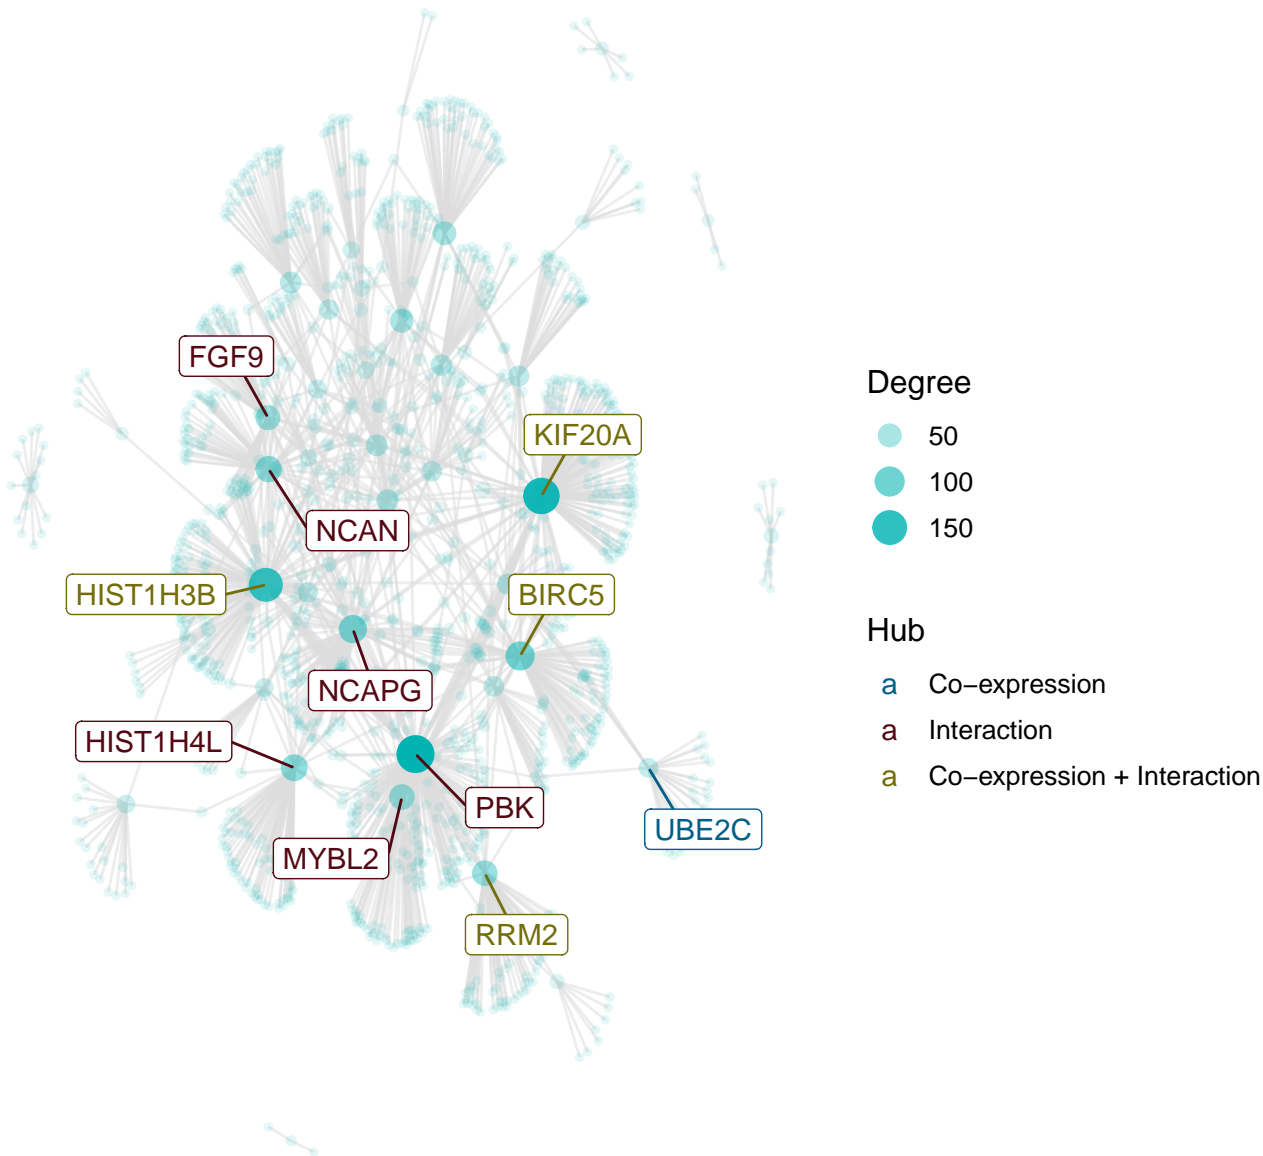 FGF9
KIF20A
NCAN
HIST1H3B
BIRC5
NCAPG
HIST1H4L
PBK
UBE2C
MYBL2
RRM2
Degree
50
100
150
Hub
a Co−expression
a Interaction
a Co−expression + Interaction